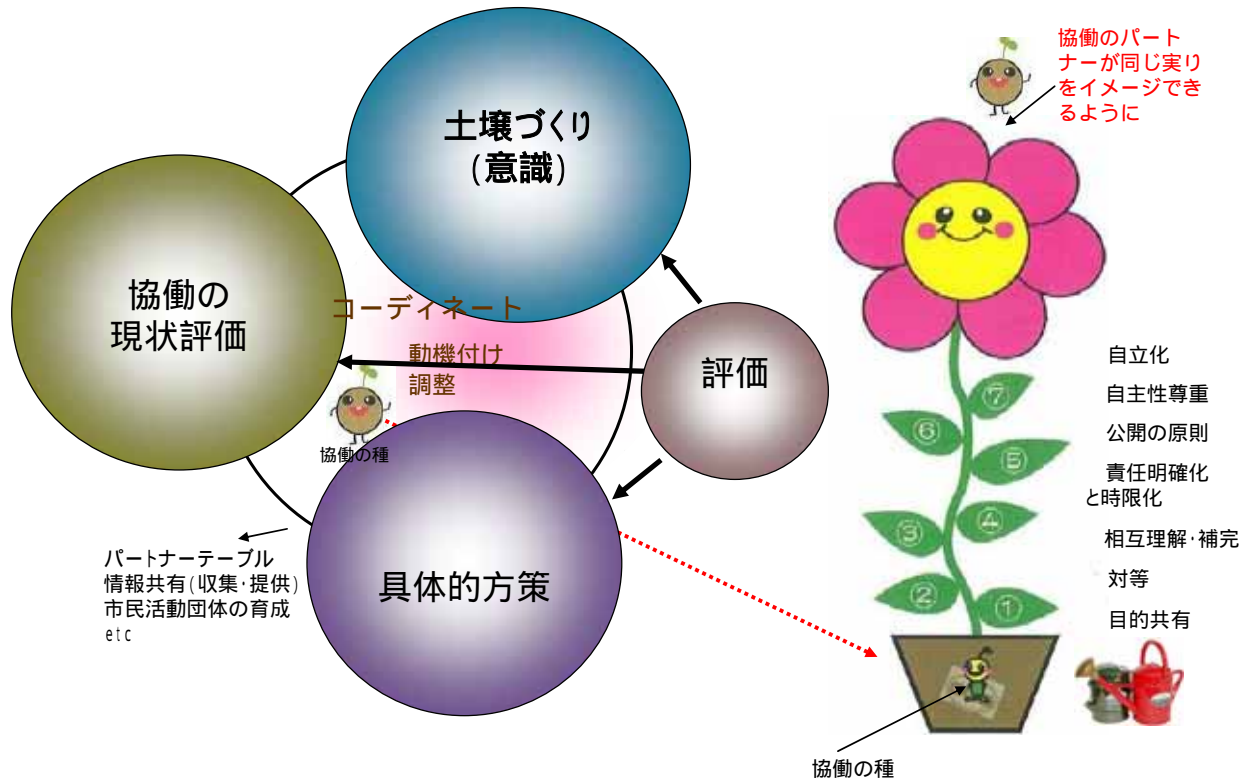 土壌づくり
(意識)
協働の
現状評価
コーディネート
動機付け
調整
評価
協働の種
具体的方策
パートナーテーブル
情報共有(収集・提供)
市民活動団体の育成
etc
協働のパート
ナーが同じ実り
をイメージでき
るように
⑦
⑥
⑤
④
③
②
①
自立化
自主性尊重
公開の原則
責任明確化
と時限化
相互理解・補完
対等
目的共有
協働の種